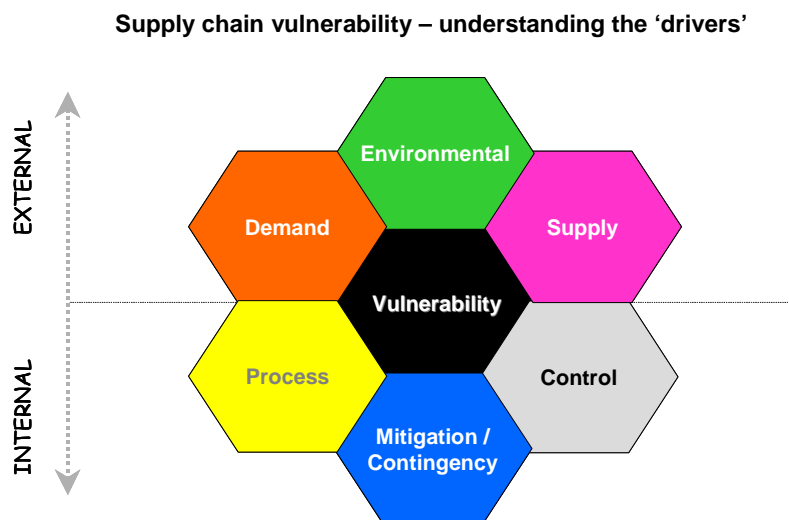 Supply chain vulnerability – understanding the ‘drivers’
EXTERNAL
Environmental
Demand
Supply
Vulnerability
INTERNAL
Process
Control
Mitigation /
Contingency